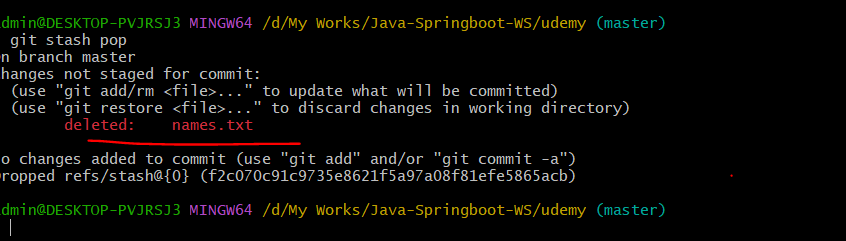 dmin@DESKTOP-PVJRSJ3 MINGW64 /d/My Works/Java-Springboot-WS/udemy (master)
git stash pop
n branch master
hanges not staged for commit:
(use "git add/rm <file>..." to update what will be committed)
(use "git restore <file>..." to discard changes in working directory)
deleted: names.txt
o changes added to commit (use "git add" and/or "git commit -a")
ropped refs/stash@{0} (f2c070c91c9735e8621f5a97a08f81efe5865acb)
dmin@DESKTOP-PVJRSJ3 MINGW64 /d/My Works/Java-Springboot-WS/udemy (master)